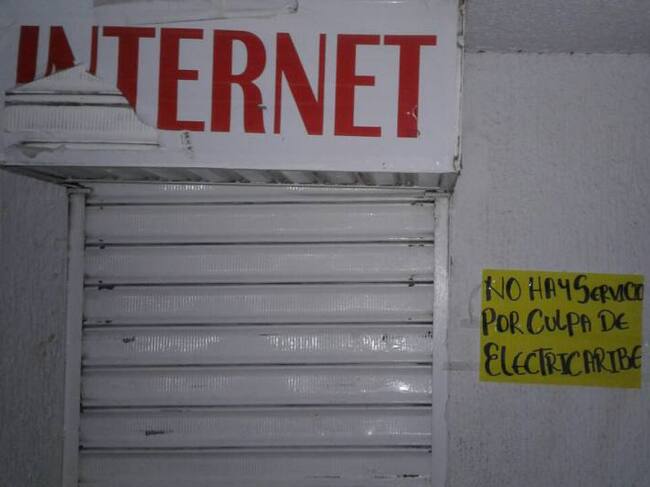 INTERNET
NO HAY SERVICIO
POR CULPA DE
ELECTRICARIBE